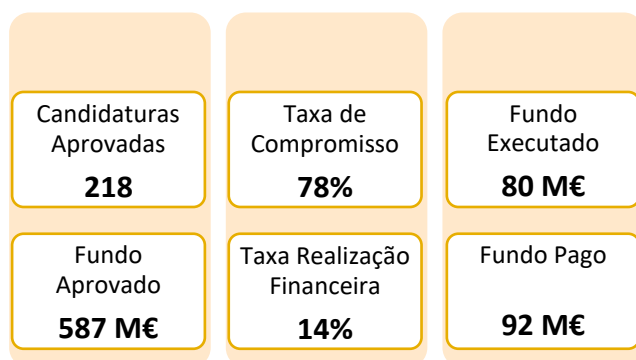 Candidaturas
Aprovadas
218
Taxa de
Compromisso
78%
Fundo
Executado
80 M€
Fundo
Aprovado
587 M€
Taxa Realização
Financeira
14%
Fundo Pago
92 M€